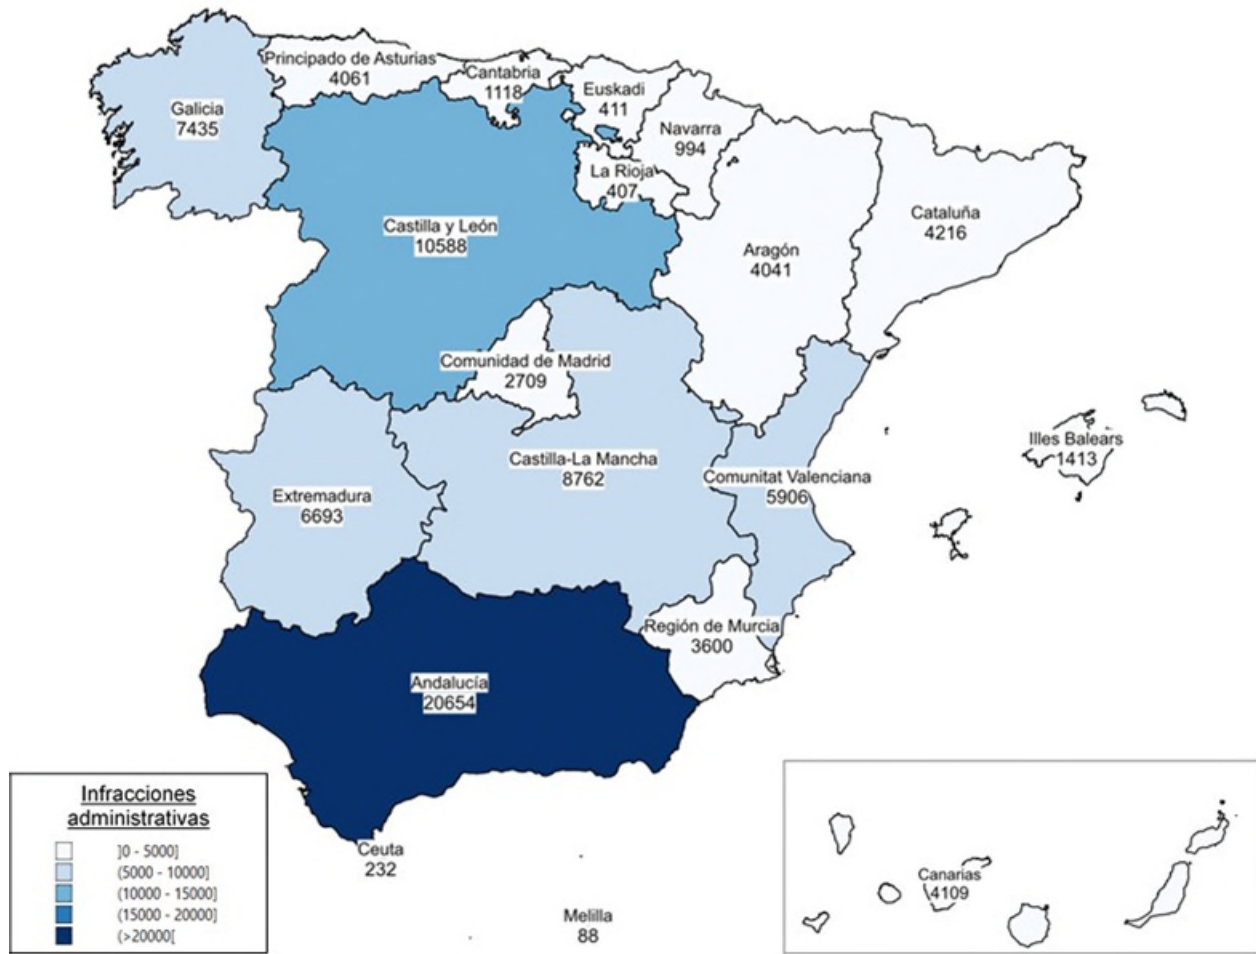 Principado de Asturias
4061
Cantabria
1118
Euskadi
411
Galicia
7435
Navarra
994
La Rioja
407
Castilla y León
10588
Cataluña
4216
Aragón
4041
Comunidad de Madrid
2709
Illes Balears
1413
Castilla-La Mancha
8762
Comunitat Valenciana
5906
Extremadura
6693
Región de Murcia
3600
Andalucía
20654
Ceuta
232
Melilla
88
Canarias
4109
Infracciones
administrativas
]0 - 5000]
(5000 - 10000]
(10000 - 15000]
(15000 - 20000]
(>20000[